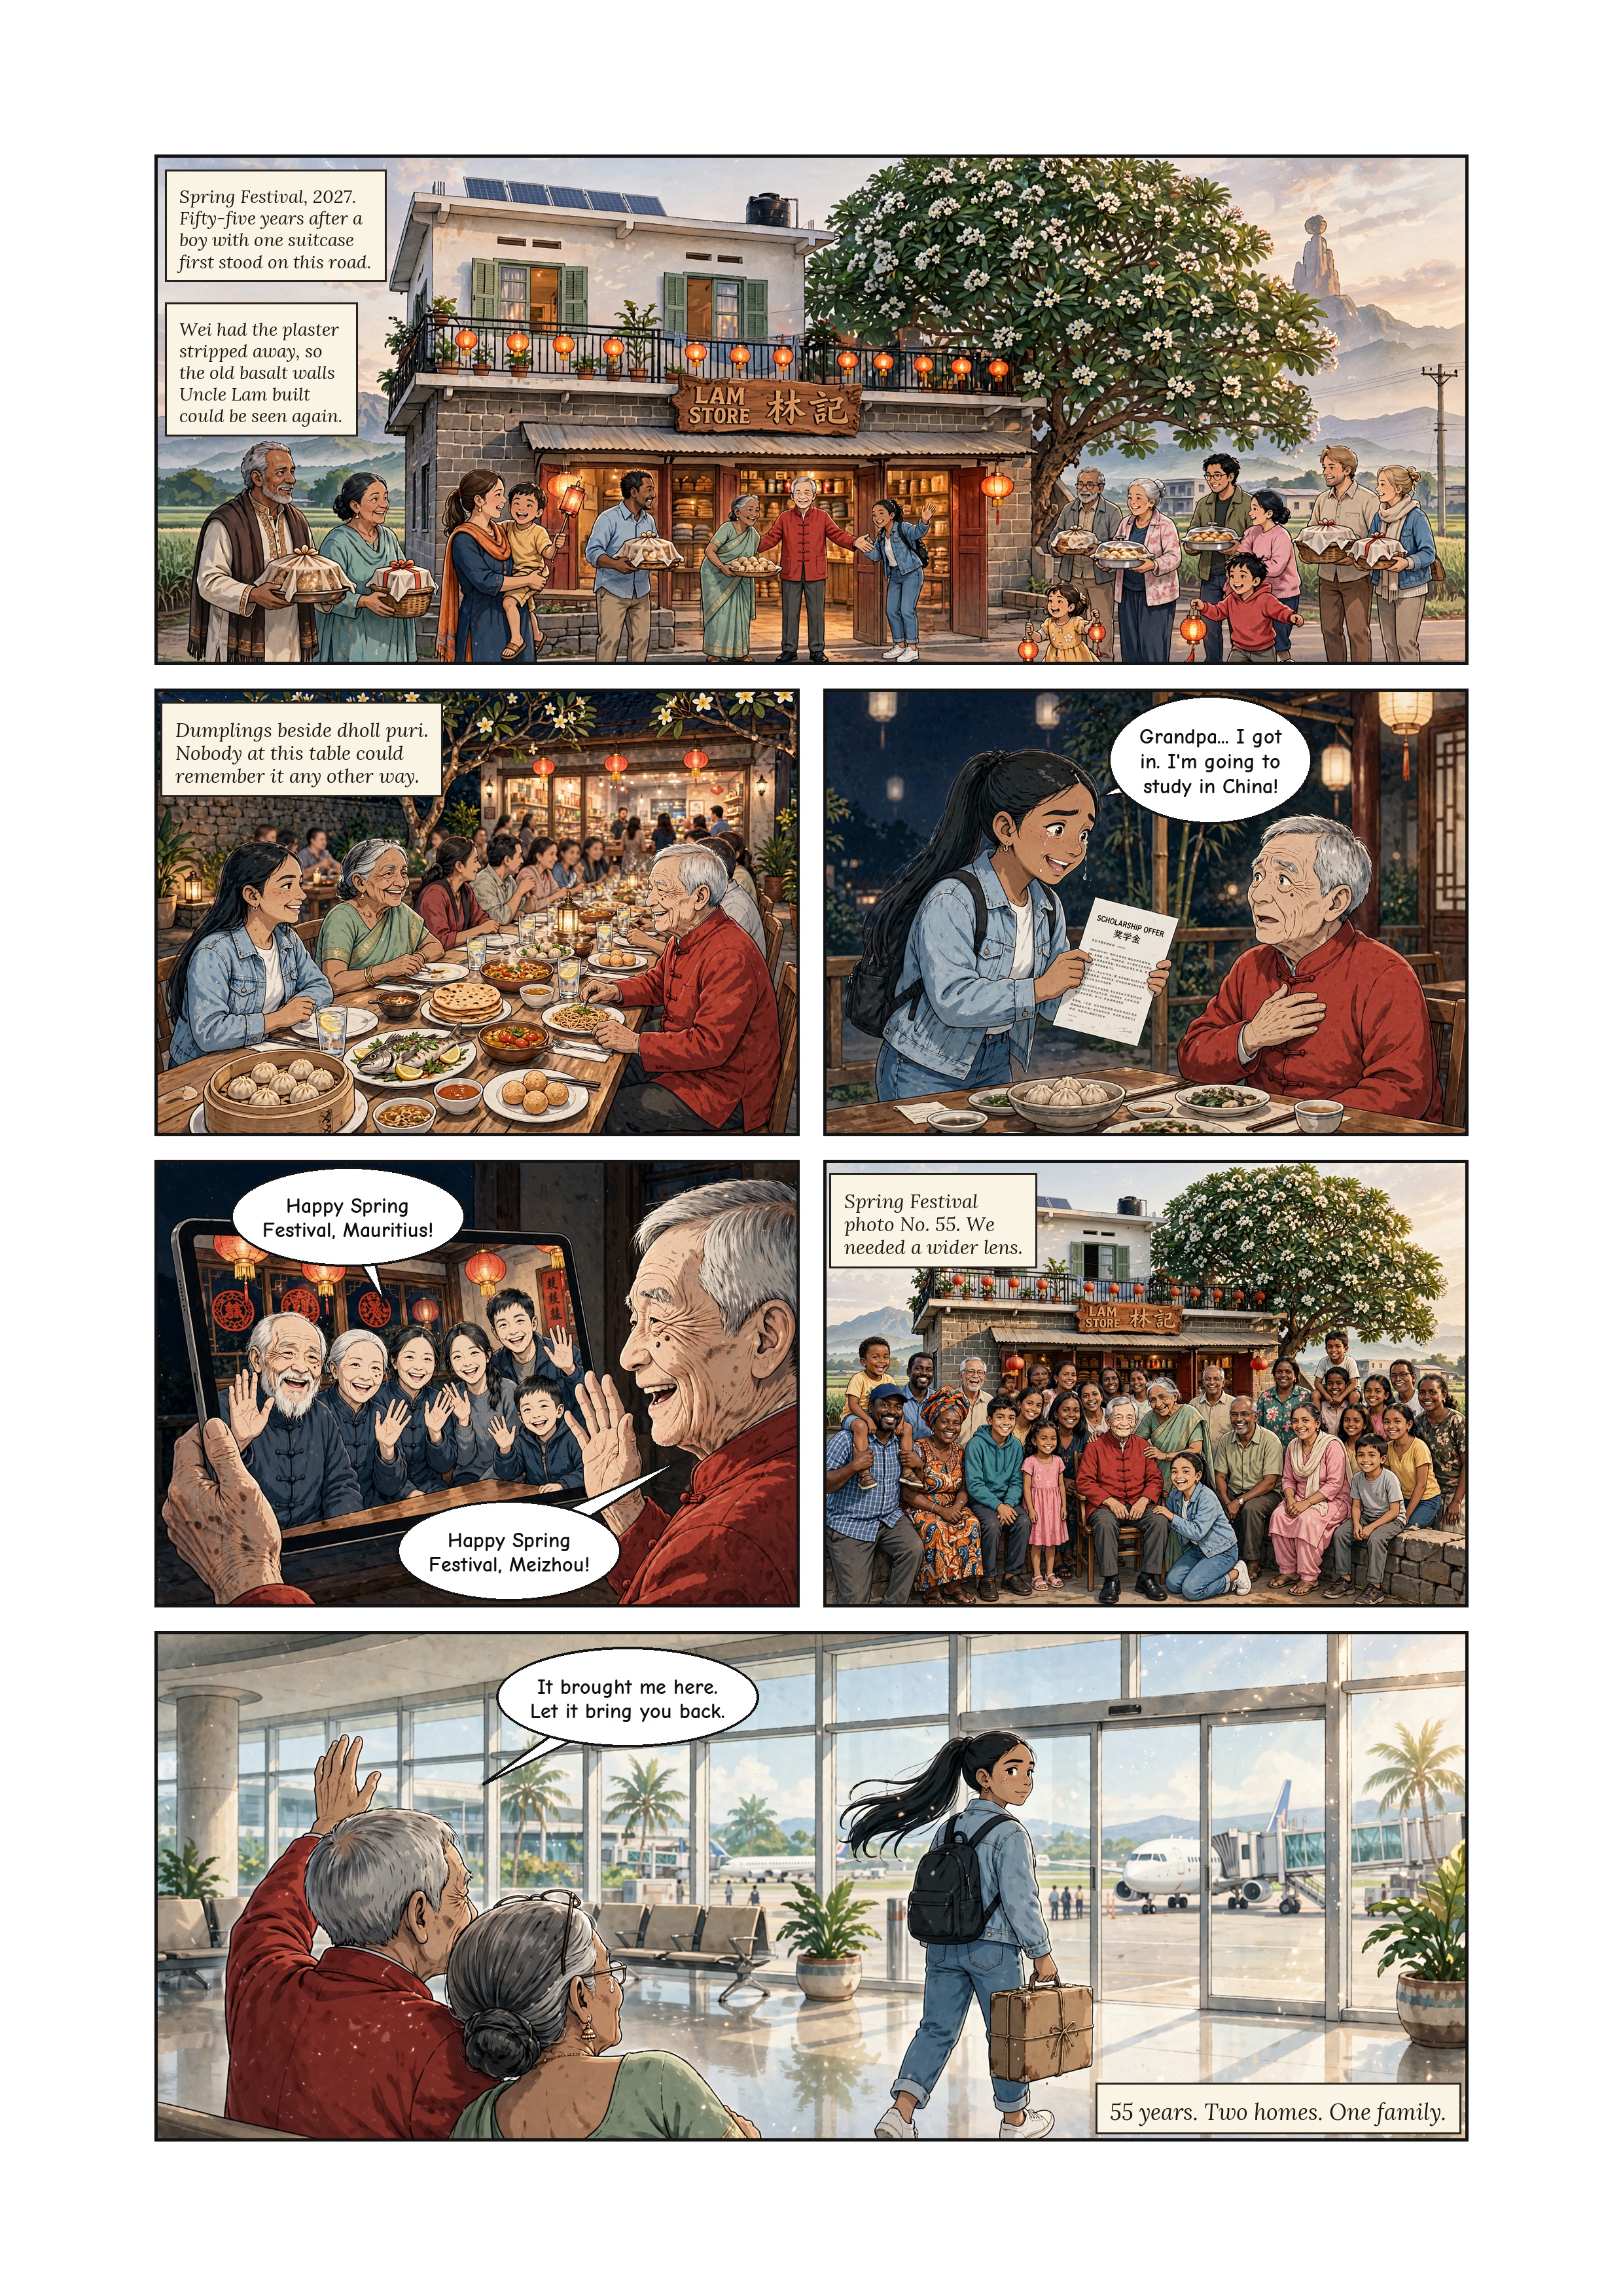 Spring Festival, 2027.
Fifty-five years after a
boy with one suitcase
first stood on this road.
Wei had the plaster
stripped away, so
the old basalt walls
Uncle Lam built
could be seen again.
LAM
STORE
林記
Dumplings beside dholl puri.
Nobody at this table could
remember it any other way.
Grandpa... I got
in. I'm going to
study in China!
SCHOLARSHIP OFFER
奖学金
Happy Spring
Festival, Mauritius!
Happy Spring
Festival, Meizhou!
Spring Festival
photo No. 55. We
needed a wider lens.
LAM
STORE
林記
It brought me here.
Let it bring you back.
55 years. Two homes. One family.